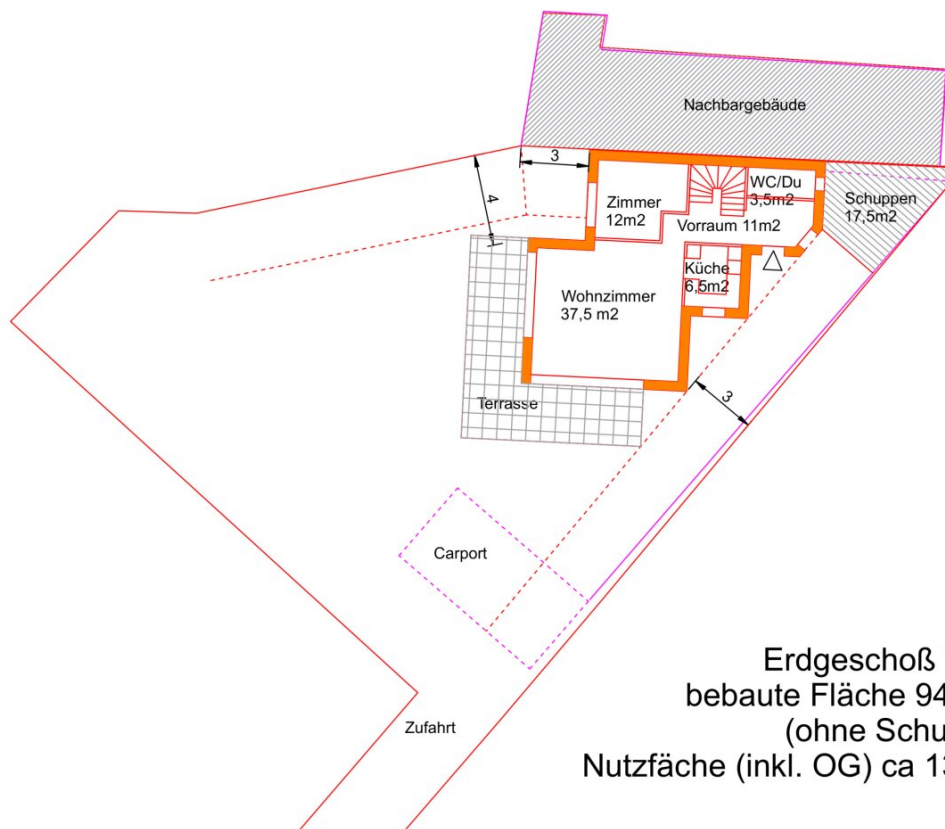 Nachbargebäude
3
4
Zimmer
12m2
WC/Du
3,5m2
Schuppen
17,5m2
Vorraum 11m2
Küche
6,5m2
Wohnzimmer
37,5 m2
3
Terrasse
Carport
Zufahrt
Erdgeschoß
bebaute Fläche 94
(ohne Schu
Nutzfäche (inkl. OG) ca 13